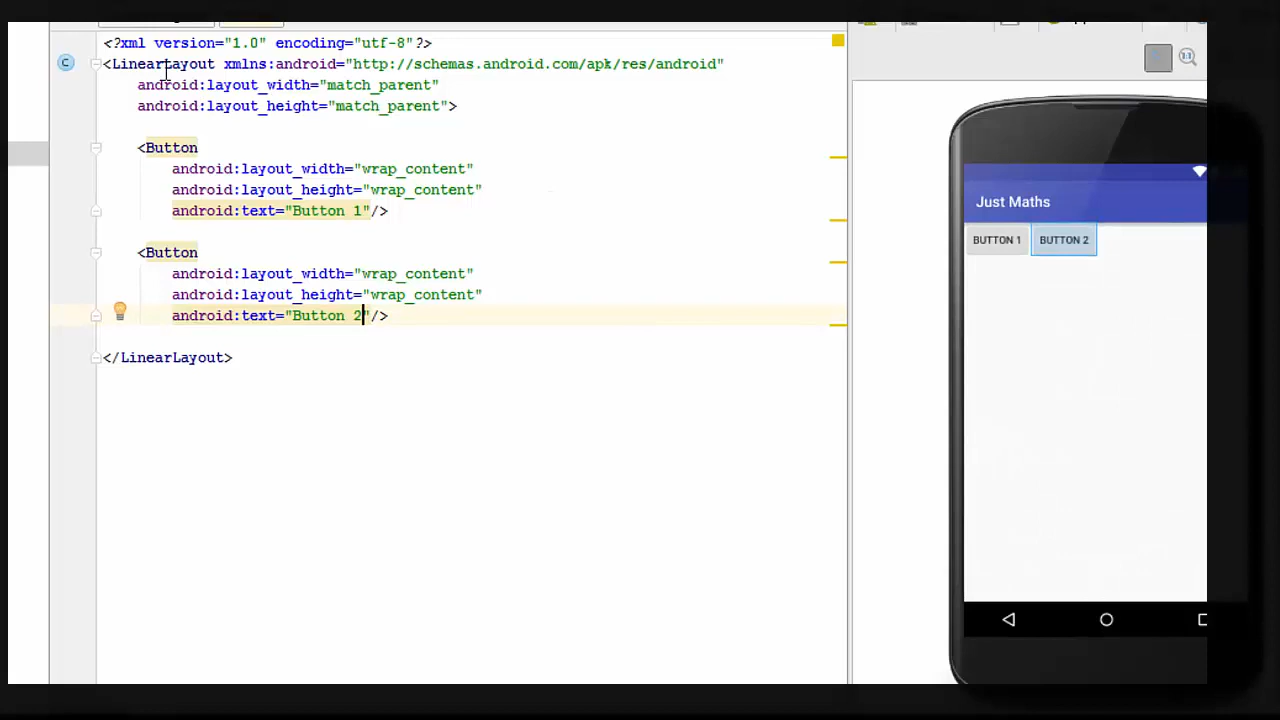 <?xml version="1.0" encoding="utf-8"?>
C
<LinearLayout xmlns:android="http://schemas.android.com/apk/res/android"
android:layout_width="match_parent"
android:layout_height="match_parent">
<Button
android:layout_width="wrap_content"
android:layout_height="wrap_content"
android:text="Button 1"/>
<Button
android:layout_width="wrap_content"
android:layout_height="wrap_content"
android:text="Button 2"/>
</LinearLayout>
Just Maths
BUTTON 1 BUTTON 2